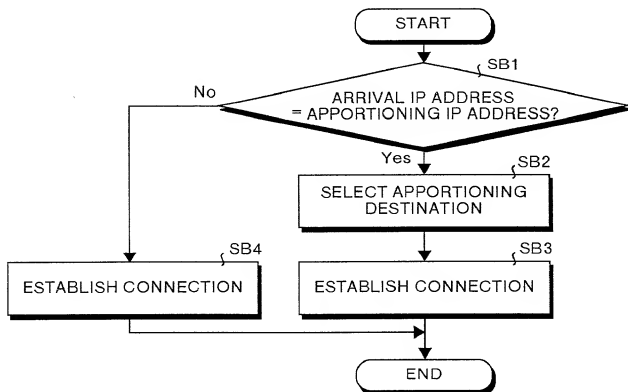 START
SB1
ARRIVAL IP ADDRESS
= APPORTIONING IP ADDRESS?
No
Yes
SB2
SELECT APPORTIONING
DESTINATION
SB4
ESTABLISH CONNECTION
SB3
ESTABLISH CONNECTION
END